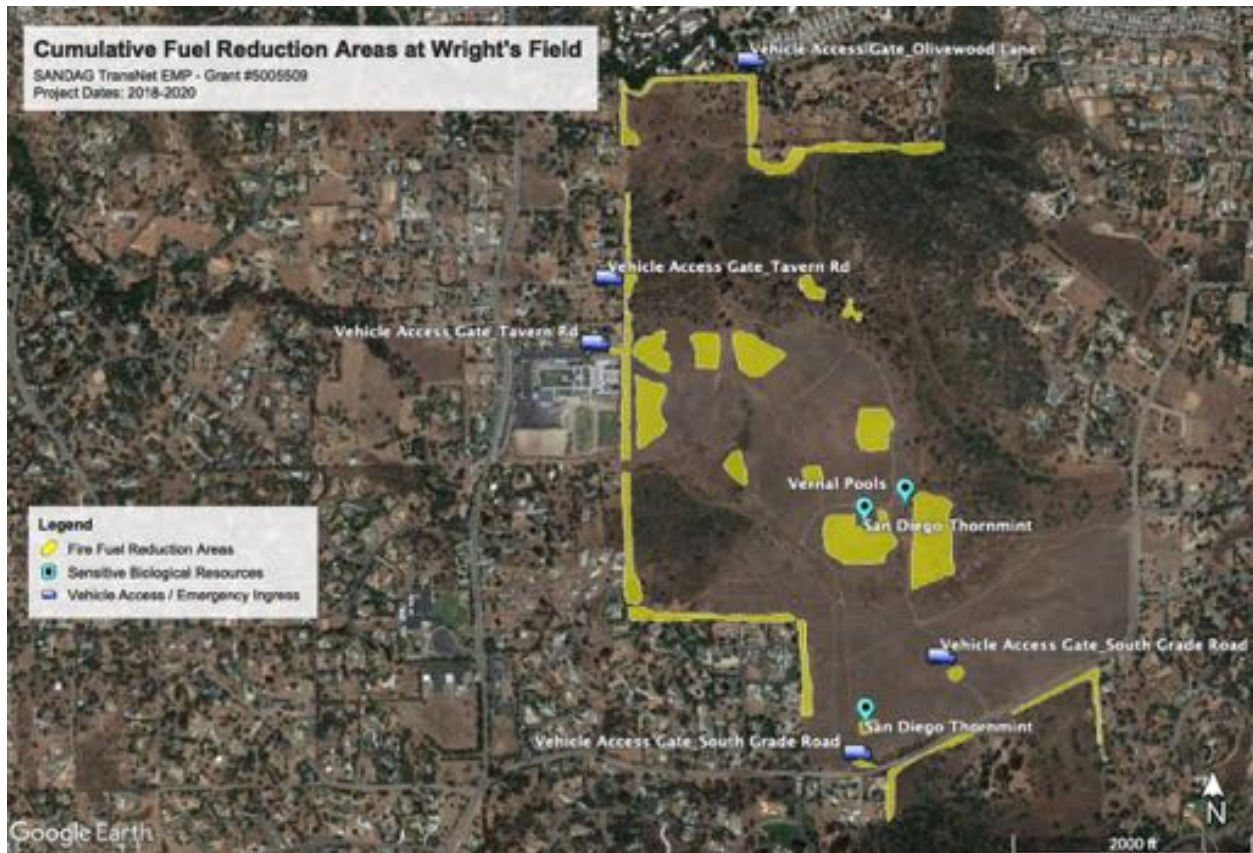 Cumulative Fuel Reduction Areas at Wright's Field
SANDAG TransNet EMP - Grant #5005509
Project Dates: 2018-2020
Vehicle Access Gate_Olivewood Lane
Vehicle Access Gate_Tavern Rd
Vehicle Access Gate_Tavern Rd
Vernal Pools
San Diego Thornmint
Legend
Fire Fuel Reduction Areas
Sensitive Biological Resources
Vehicle Access / Emergency Ingress
Vehicle Access Gate_South Grade Road
San Diego Thornmint
Vehicle Access Gate_South Grade Road
Google Earth
N
2000 ft